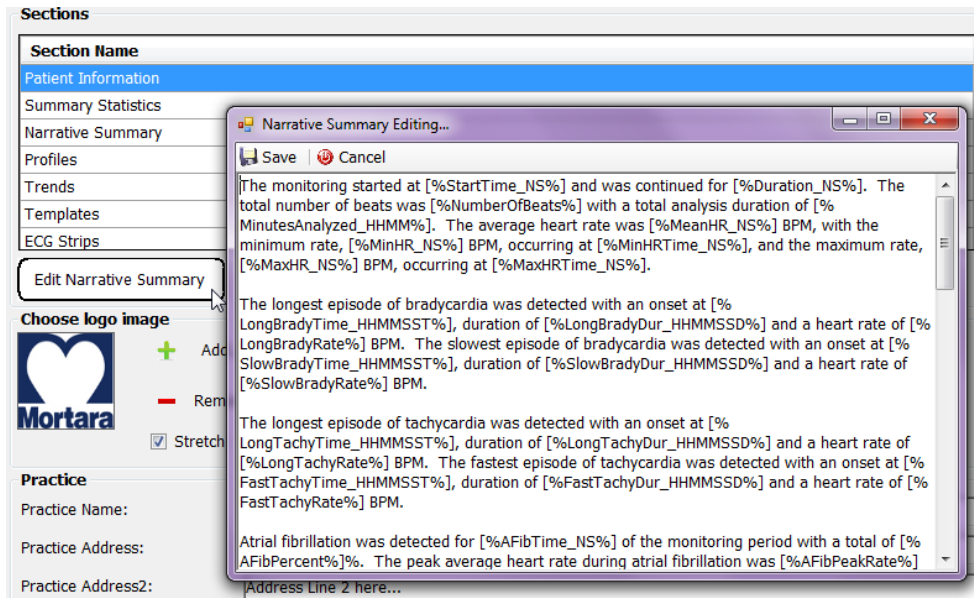 Sections
Section Name
Patient Information
Summary Statistics
Narrative Summary
Profiles
Trends
Templates
ECG Strips
Edit Narrative Summary
Choose logo image
Mortara
Add
Rem
Stretch
Practice
Practice Name:
Practice Address:
Practice Address2:
Address Line 2 here...
Narrative Summary Editing...
Save
Cancel
The monitoring started at [%StartTime_NS%] and was continued for [%Duration_NS%].  The
total number of beats was [%NumberOfBeats%] with a total analysis duration of [%
MinutesAnalyzed_HHMM%].  The average heart rate was [%MeanHR_NS%] BPM, with the
minimum rate, [%MinHR_NS%] BPM, occurring at [%MinHRTime_NS%], and the maximum rate,
[%MaxHR_NS%] BPM, occurring at [%MaxHRTime_NS%].
The longest episode of bradycardia was detected with an onset at [%
LongBradyTime_HHMMSST%], duration of [%LongBradyDur_HHMMSSD%] and a heart rate of [%
LongBradyRate%] BPM.  The slowest episode of bradycardia was detected with an onset at [%
SlowBradyTime_HHMMSST%], duration of [%SlowBradyDur_HHMMSSD%] and a heart rate of
[%SlowBradyRate%] BPM.
The longest episode of tachycardia was detected with an onset at [%
LongTachyTime_HHMMSST%], duration of [%LongTachyDur_HHMMSSD%] and a heart rate of
[%LongTachyRate%] BPM.  The fastest episode of tachycardia was detected with an onset at [%
FastTachyTime_HHMMSST%], duration of [%FastTachyDur_HHMMSSD%] and a heart rate of [%
FastTachyRate%] BPM.
Atrial fibrillation was detected for [%AFibTime_NS%] of the monitoring period with a total of [%
AFibPercent%]%.  The peak average heart rate during atrial fibrillation was [%AFibPeakRate%]